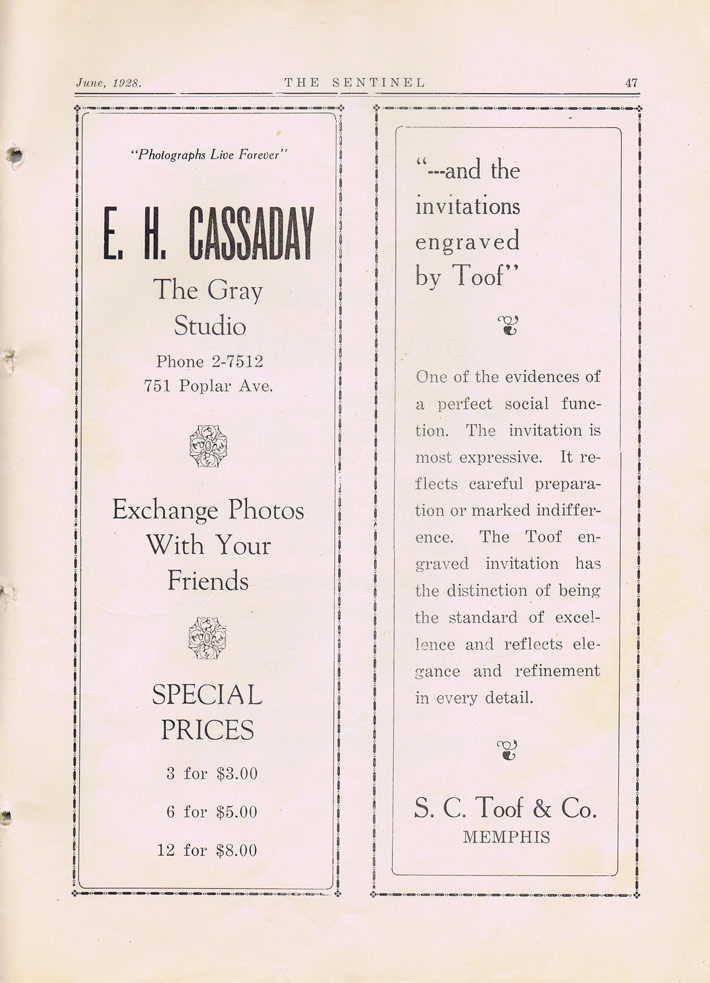 June, 1928.
THE SENTINEL
47
"Photographs Live Forever"
E. H. CASSADAY
The Gray
Studio
Phone 2-7512
751 Poplar Ave.
Exchange Photos
With Your
Friends
SPECIAL
PRICES
3 for $3.00
6 for $5.00
12 for $8.00
"---and the
invitations
engraved
by Toof"
One of the evidences of
a perfect social func-
tion. The invitation is
most expressive. It re-
flects careful prepara-
tion or marked indiffer-
ence. The Toof en-
graved invitation has
the distinction of being
the standard of excel-
lence and reflects ele-
gance and refinement
in every detail.
S. C. Toof & Co.
MEMPHIS